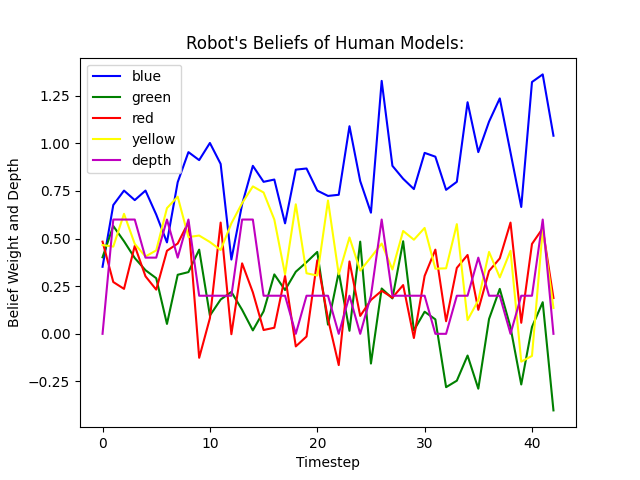 Robot's Beliefs of Human Models:
blue
green
red
yellow
depth
Belief Weight and Depth
1.25
1.00
0.75
0.50
0.25
0.00
−0.25
0
10
20
30
40
Timestep